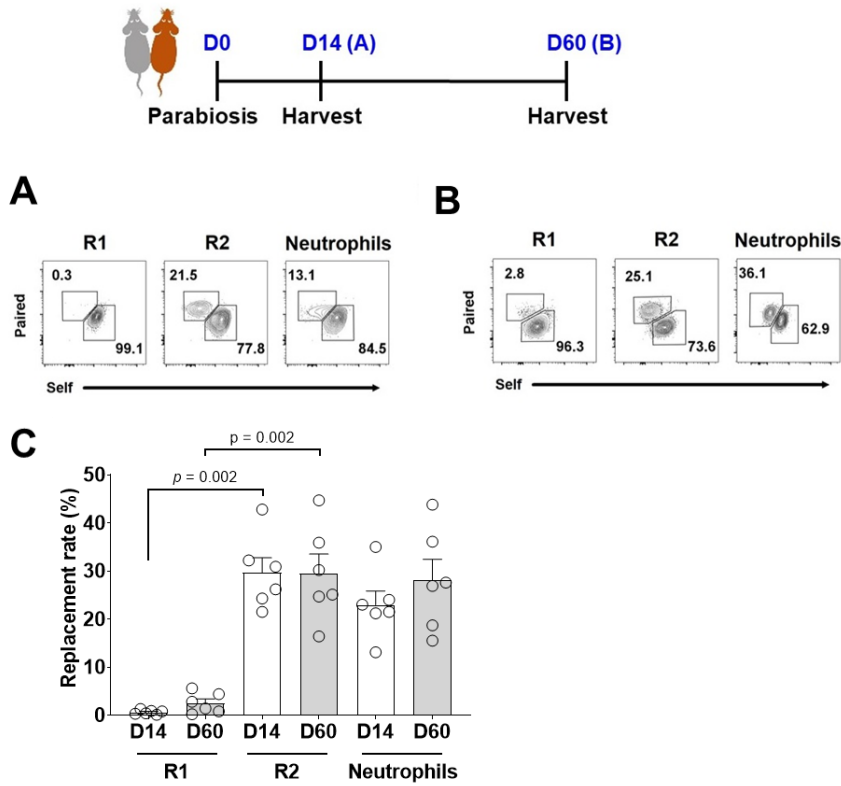 D0 D14 (A) D60 (B)
Parabiosis Harvest Harvest
A
R1 R2 Neutrophils
0.3 21.5 13.1
Paired
99.1 77.8 84.5
Self
B
R1 R2 Neutrophils
2.8 25.1 36.1
Paired
96.3 73.6 62.9
Self
C
p = 0.002
p = 0.002
Replacement rate (%)
50
40
30
20
10
0
D14 D60 D14 D60 D14 D60
R1 R2 Neutrophils